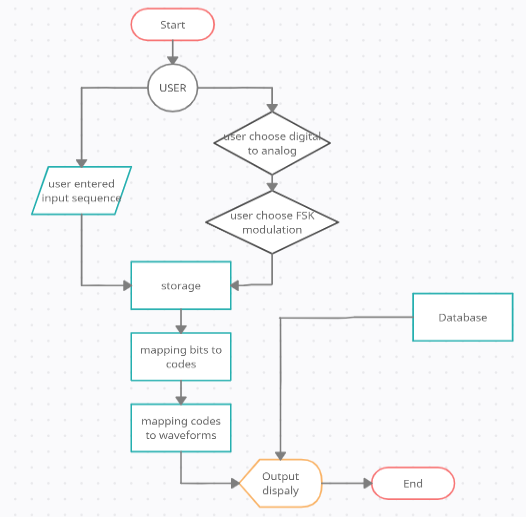 Start
USER
user choose digital
to analog
user entered
input sequence
user choose FSK
modulation
storage
Database
mapping bits to
codes
mapping codes
to waveforms
Output
dispaly
End